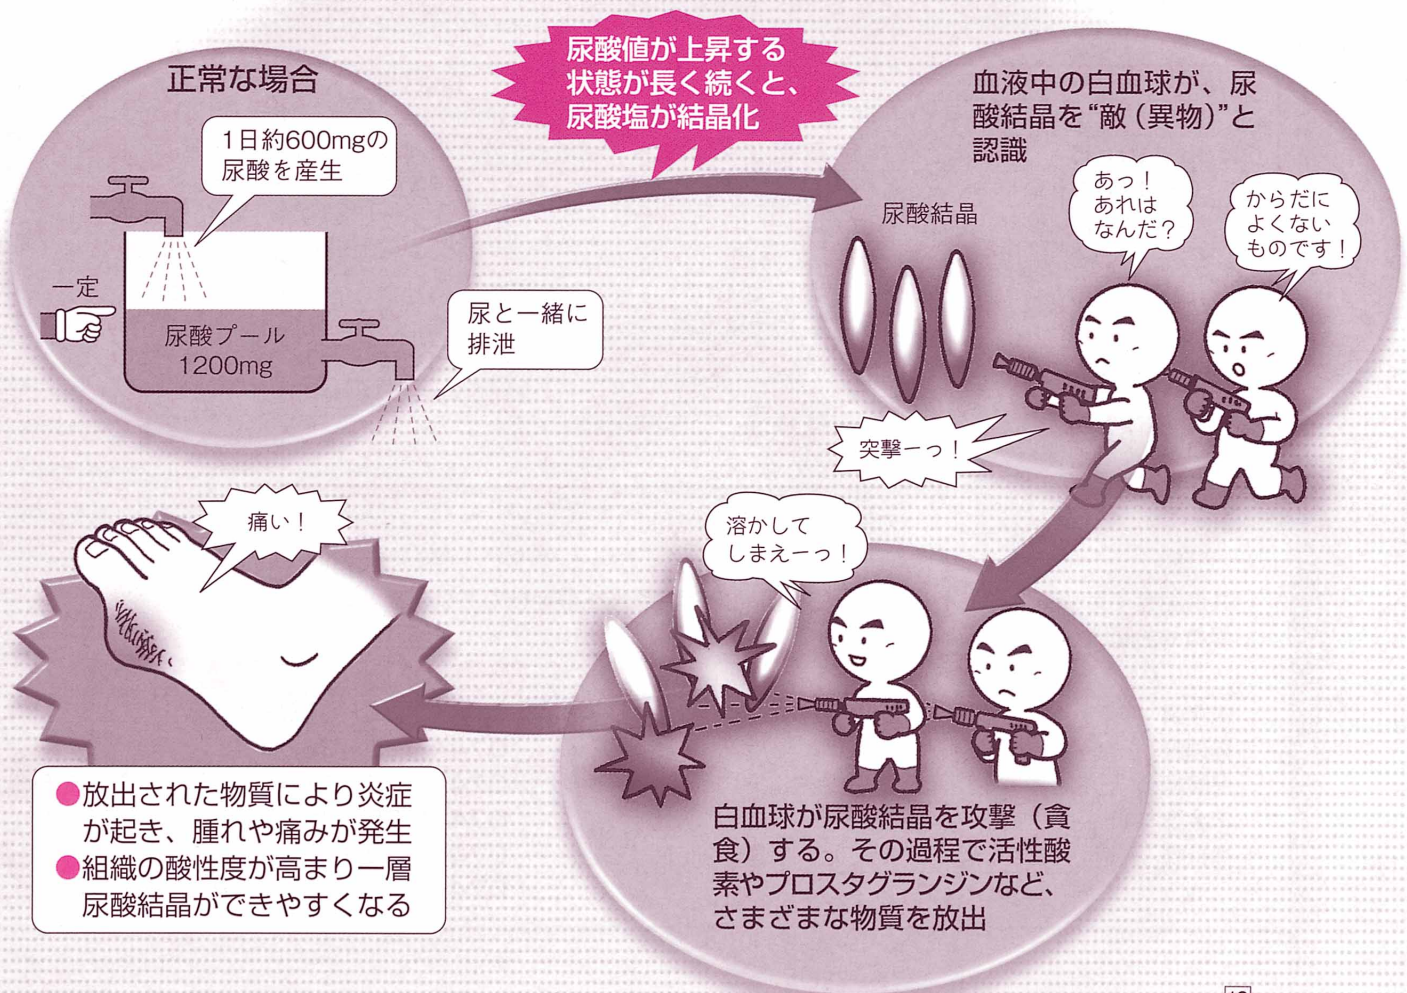 正常な場合
1日約600mgの
尿酸を産生
一定
尿酸プール
1200mg
尿と一緒に
排泄
尿酸値が上昇する
状態が長く続くと、
尿酸塩が結晶化
血液中の白血球が、尿
酸結晶を“敵（異物）”と
認識
尿酸結晶
あっ！
あれは
なんだ？
からだに
よくない
ものです！
突撃ーっ！
溶かして
しまえーっ！
白血球が尿酸結晶を攻撃（貪
食）する。その過程で活性酸
素やプロスタグランジンなど、
さまざまな物質を放出
痛い！
●放出された物質により炎症
が起き、腫れや痛みが発生
●組織の酸性度が高まり一層
尿酸結晶ができやすくなる